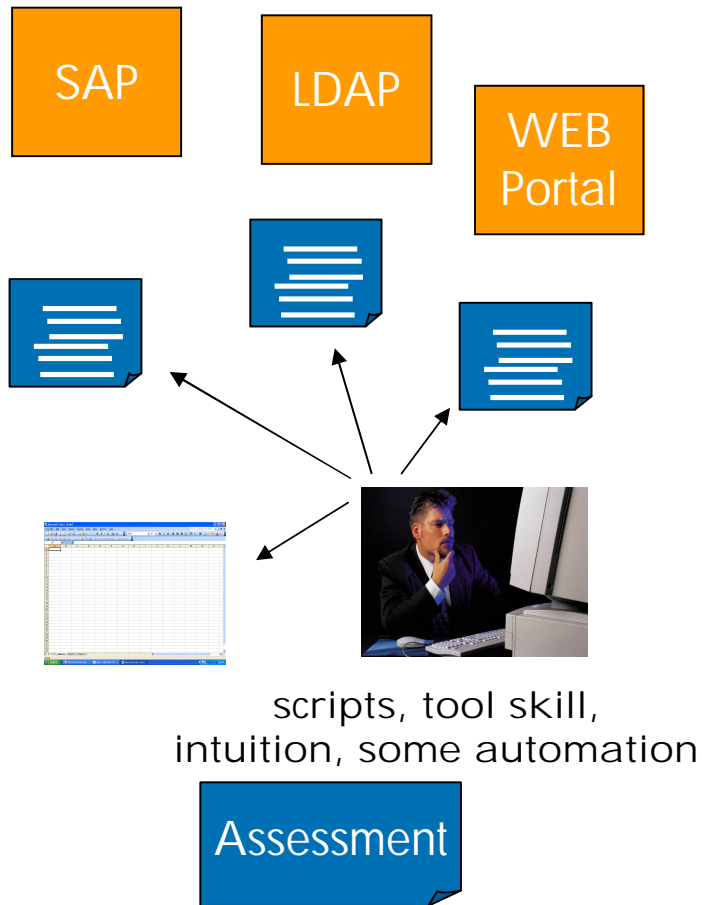 SAP
LDAP
WEB
Portal
scripts, tool skill,
intuition, some automation
Assessment